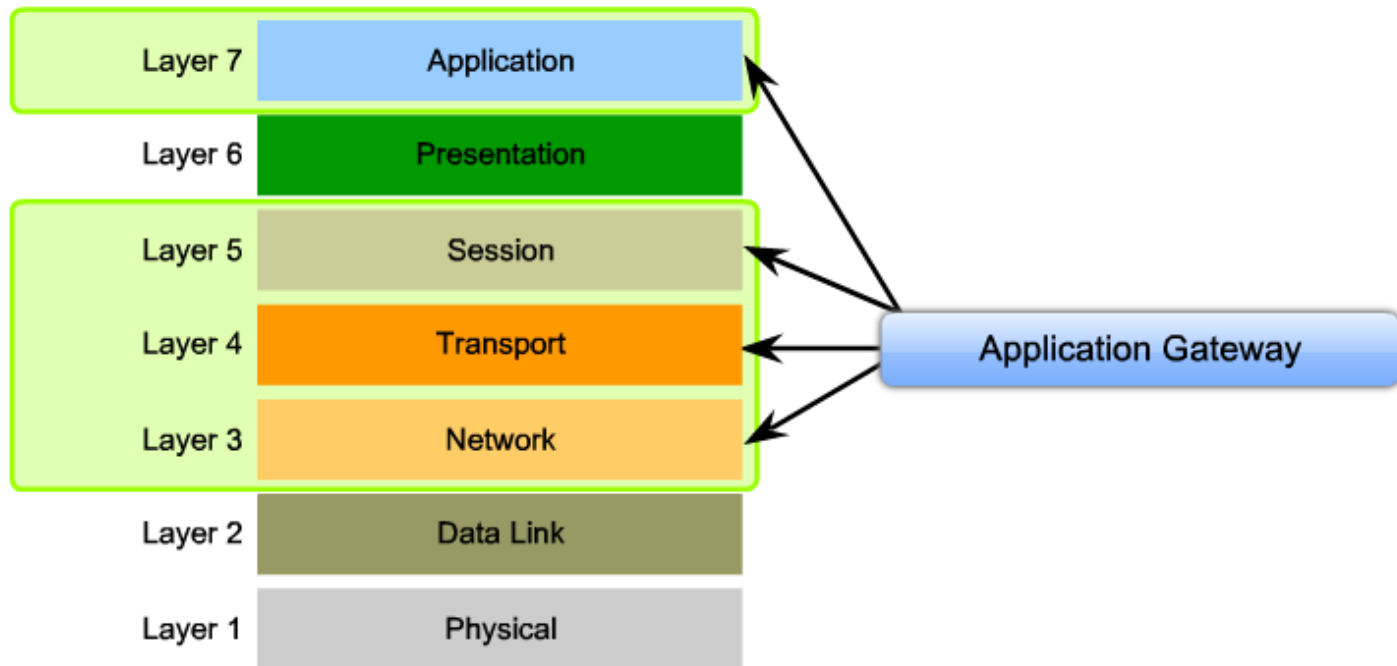 Layer 7 Application
Layer 6 Presentation
Layer 5 Session
Layer 4 Transport
Application Gateway
Layer 3 Network
Layer 2 Data Link
Layer 1 Physical